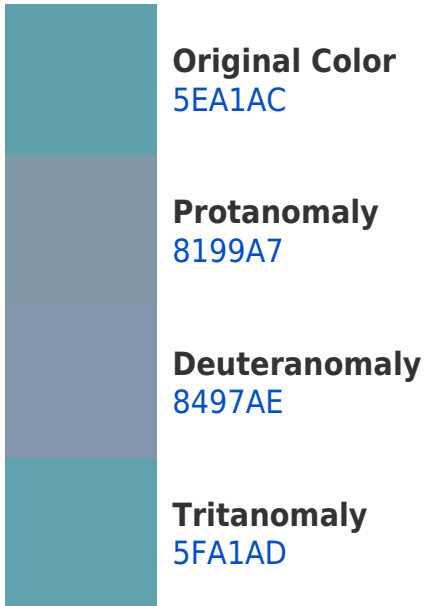 Original Color
5EA1AC
Protanomaly
8199A7
Deuteranomaly
8497AE
Tritanomaly
5FA1AD